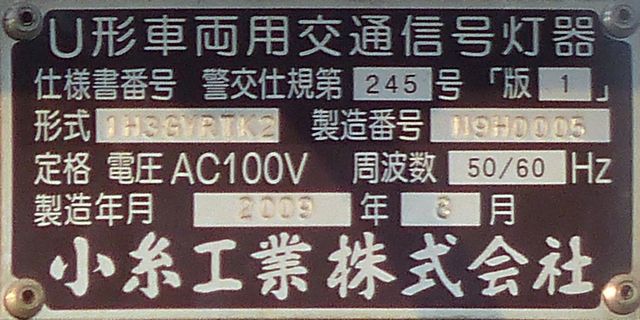 U形車両用交通信号灯器
仕様書番号 警交仕規第 245 号 「版 1 」
形式 1H3GYRTK2 製造番号 N9H0005
定格 電圧 AC100V 周波数 50/60 Hz
製造年月 2009 年 8 月
小糸工業株式会社